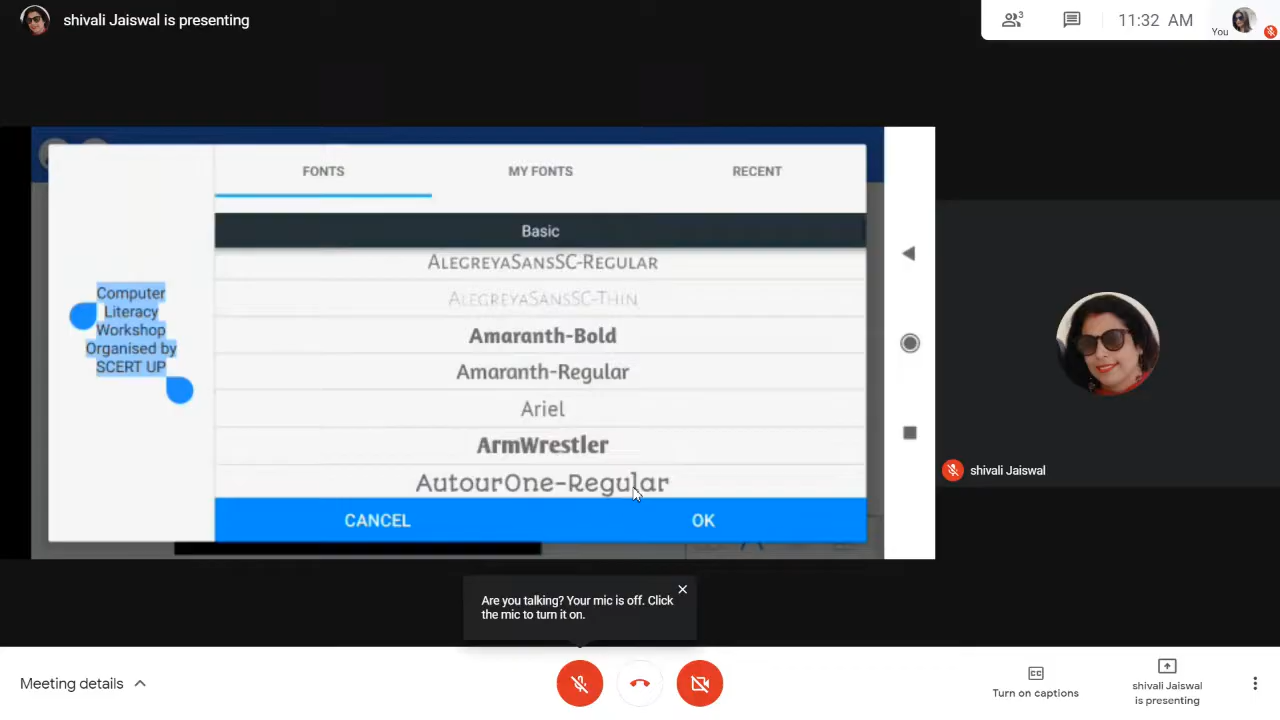 shivali Jaiswal is presenting
3
11:32 AM
You
FONTS
MY FONTS
RECENT
Basic
AlegreyaSansSC-Regular
AlegreyaSansSC-Thin
Amaranth-Bold
Amaranth-Regular
Ariel
ArmWrestler
AutourOne-Regular
CANCEL
OK
Computer
Literacy
Workshop
Organised by
SCERT UP
shivali Jaiswal
Are you talking? Your mic is off. Click
the mic to turn it on.
Meeting details
CC
Turn on captions
shivali Jaiswal
is presenting